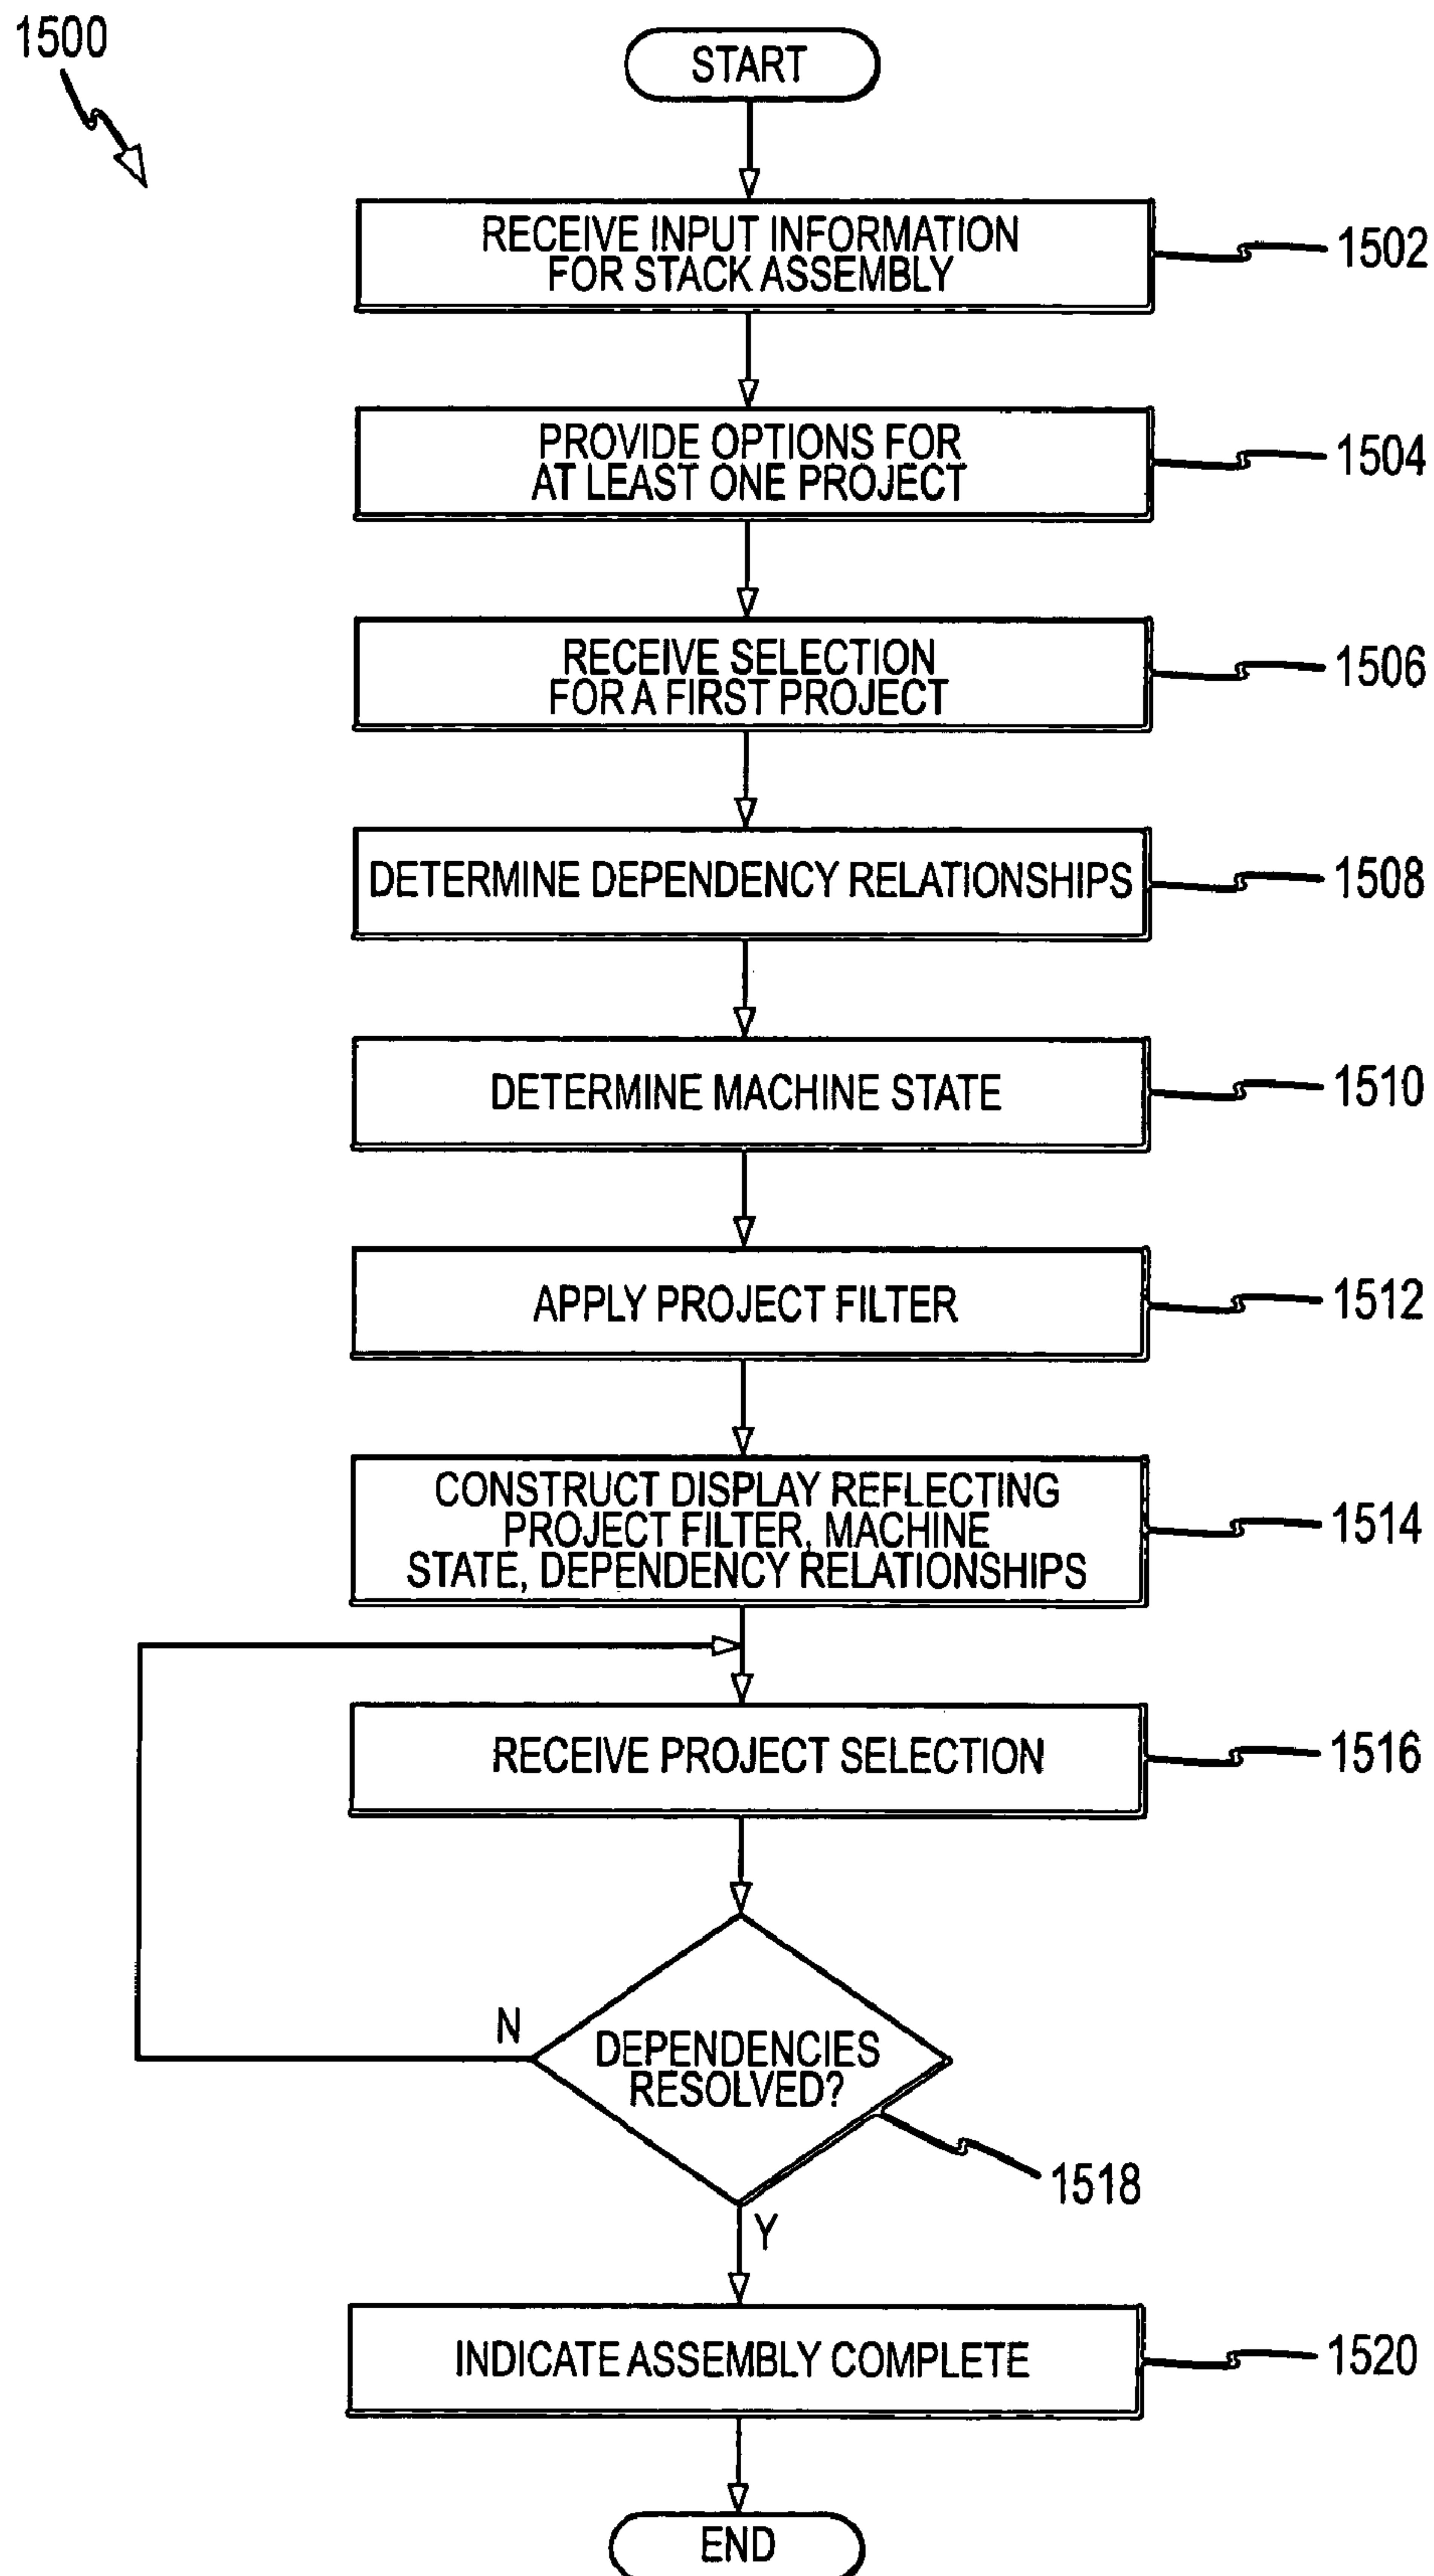 1500
START
RECEIVE INPUT INFORMATION
FOR STACK ASSEMBLY
1502
PROVIDE OPTIONS FOR
AT LEAST ONE PROJECT
1504
RECEIVE SELECTION
FOR A FIRST PROJECT
1506
DETERMINE DEPENDENCY RELATIONSHIPS
1508
DETERMINE MACHINE STATE
1510
APPLY PROJECT FILTER
1512
CONSTRUCT DISPLAY REFLECTING
PROJECT FILTER, MACHINE
STATE, DEPENDENCY RELATIONSHIPS
1514
RECEIVE PROJECT SELECTION
1516
N
DEPENDENCIES
RESOLVED?
1518
Y
INDICATE ASSEMBLY COMPLETE
1520
END